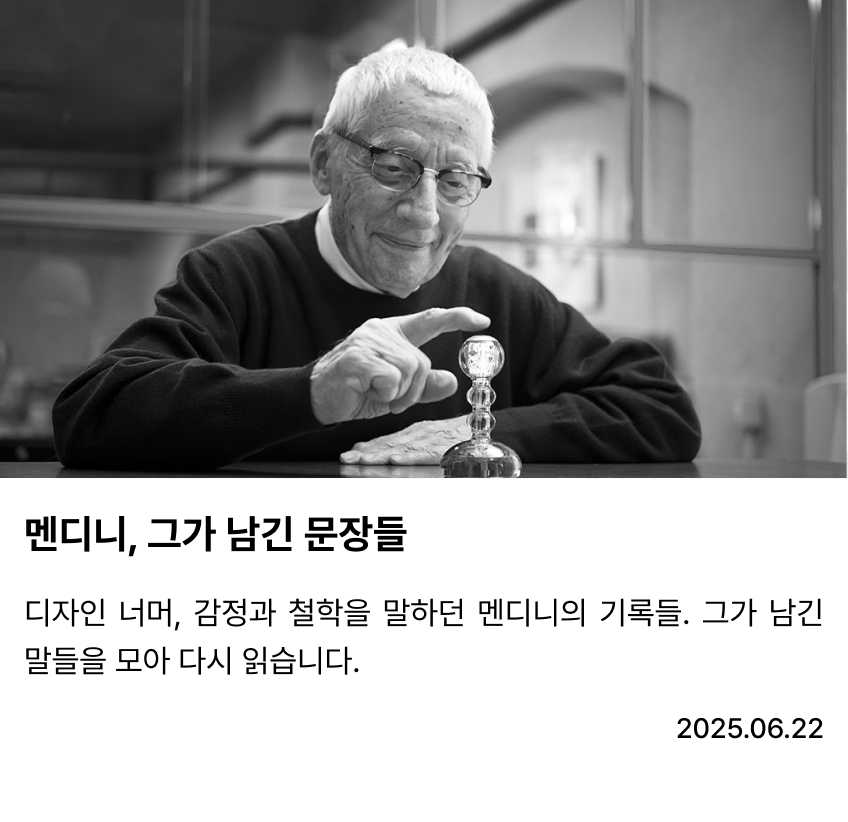 멘디니, 그가 남긴 문장들
디자인 너머, 감정과 철학을 말하던 멘디니의 기록들. 그가 남긴
말들을 모아 다시 읽습니다.
2025.06.22